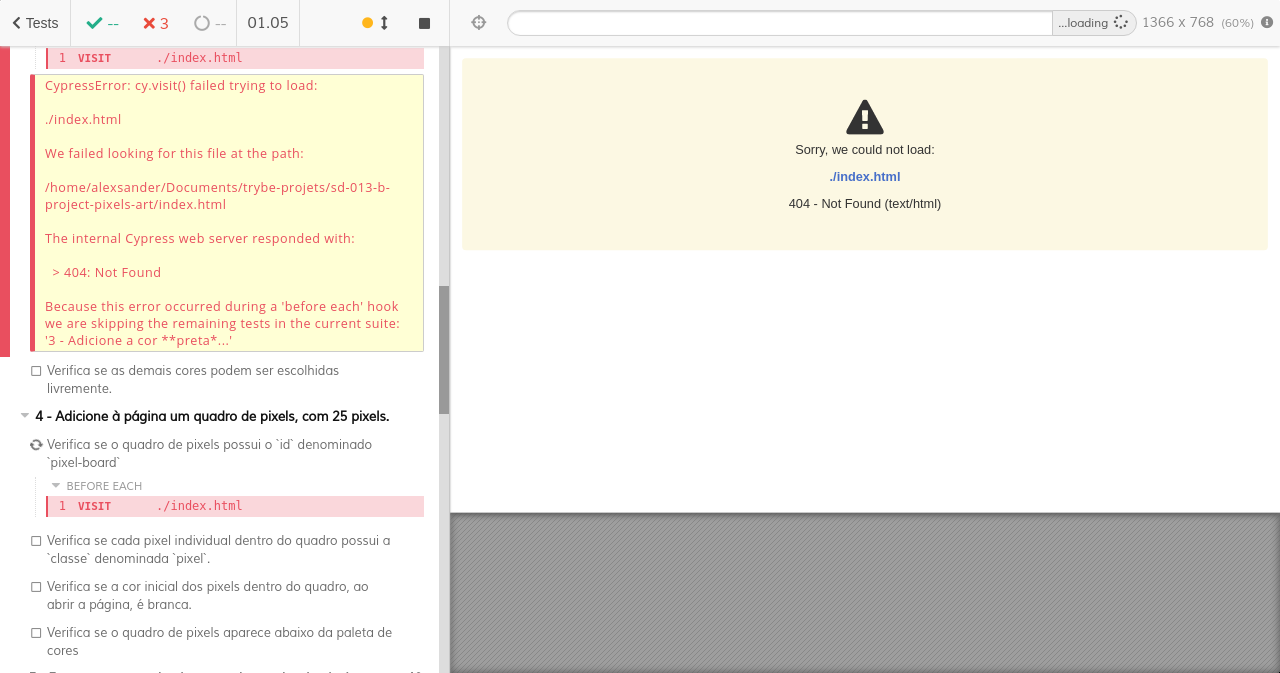 Tests -- 3 -- 01.05 ...loading 1366 x 768 (60%)
1 VISIT ./index.html
CypressError: cy.visit() failed trying to load:
./index.html
We failed looking for this file at the path:
/home/alexsander/Documents/trybe-projets/sd-013-b-
project-pixels-art/index.html
The internal Cypress web server responded with:
> 404: Not Found
Because this error occurred during a 'before each' hook
we are skipping the remaining tests in the current suite:
'3 - Adicione a cor **preta*...'
Verifica se as demais cores podem ser escolhidas
livremente.
4 - Adicione à página um quadro de pixels, com 25 pixels.
Verifica se o quadro de pixels possui o `id` denominado
`pixel-board`
BEFORE EACH
1 VISIT ./index.html
Verifica se cada pixel individual dentro do quadro possui a
`classe` denominada `pixel`.
Verifica se a cor inicial dos pixels dentro do quadro, ao
abrir a página, é branca.
Verifica se o quadro de pixels aparece abaixo da paleta de
cores
Sorry, we could not load:
./index.html
404 - Not Found (text/html)